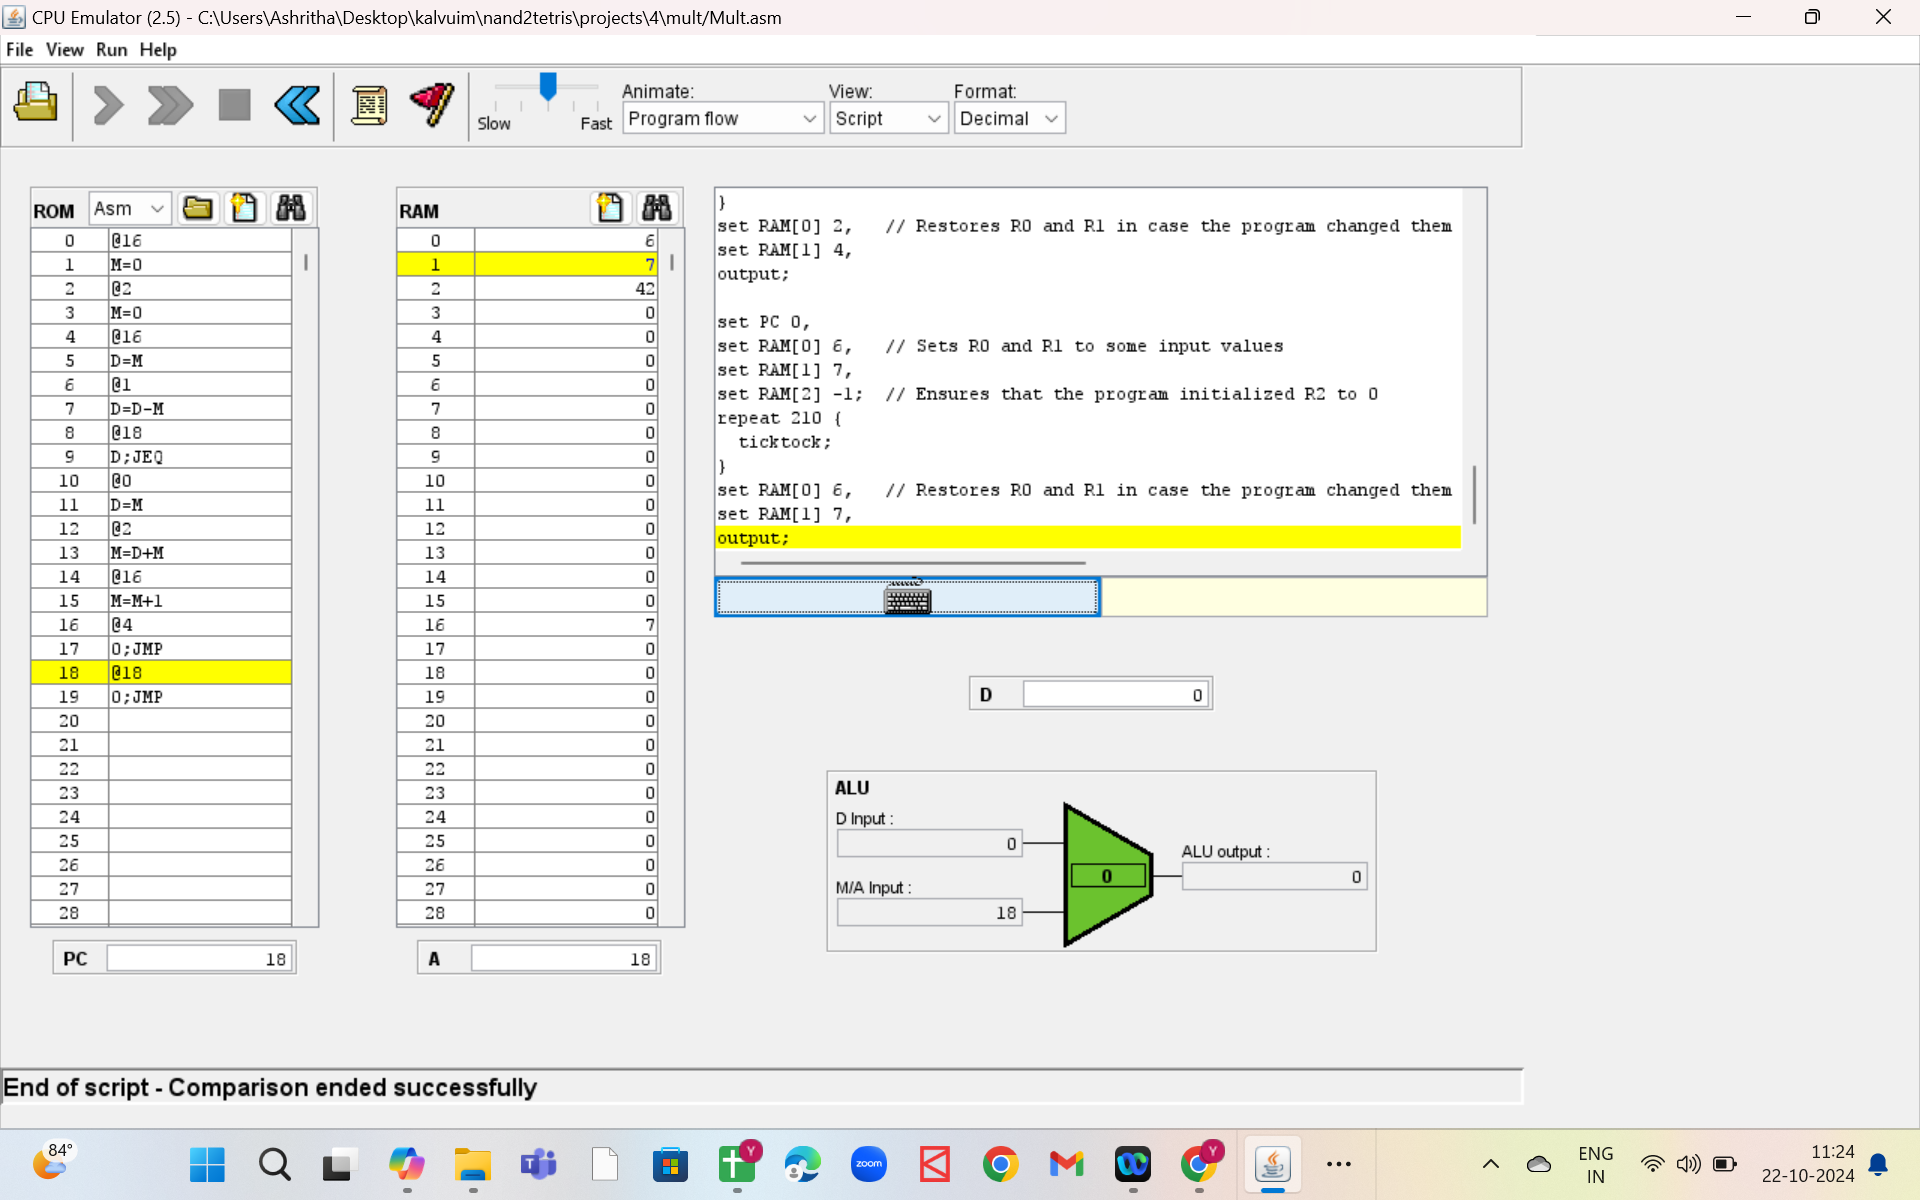 CPU Emulator (2.5) - C:\Users\Ashritha\Desktop\kalvuim\nand2tetris\projects\4\mult/Mult.asm
File View Run Help
Animate: View: Format:
Slow Fast Program flow Script Decimal
ROM Asm
0 @16
1 M=0
2 @2
3 M=0
4 @16
5 D=M
6 @1
7 D=D-M
8 @18
9 D;JEQ
10 @0
11 D=M
12 @2
13 M=D+M
14 @16
15 M=M+1
16 @4
17 0;JMP
18 @18
19 0;JMP
20
21
22
23
24
25
26
27
28
PC 18
RAM
0 6
1 7
2 42
3 0
4 0
5 0
6 0
7 0
8 0
9 0
10 0
11 0
12 0
13 0
14 0
15 0
16 7
17 0
18 0
19 0
20 0
21 0
22 0
23 0
24 0
25 0
26 0
27 0
28 0
A 18
}
set RAM[0] 2,   // Restores R0 and R1 in case the program changed them
set RAM[1] 4,
output;
set PC 0,
set RAM[0] 6,   // Sets R0 and R1 to some input values
set RAM[1] 7,
set RAM[2] -1;  // Ensures that the program initialized R2 to 0
repeat 210 {
  ticktock;
}
set RAM[0] 6,   // Restores R0 and R1 in case the program changed them
set RAM[1] 7,
output;
D 0
ALU
D Input :
0
M/A Input :
18
0
ALU output :
0
End of script - Comparison ended successfully
84°
Y
zoom
Y
ENG
IN
11:24
22-10-2024